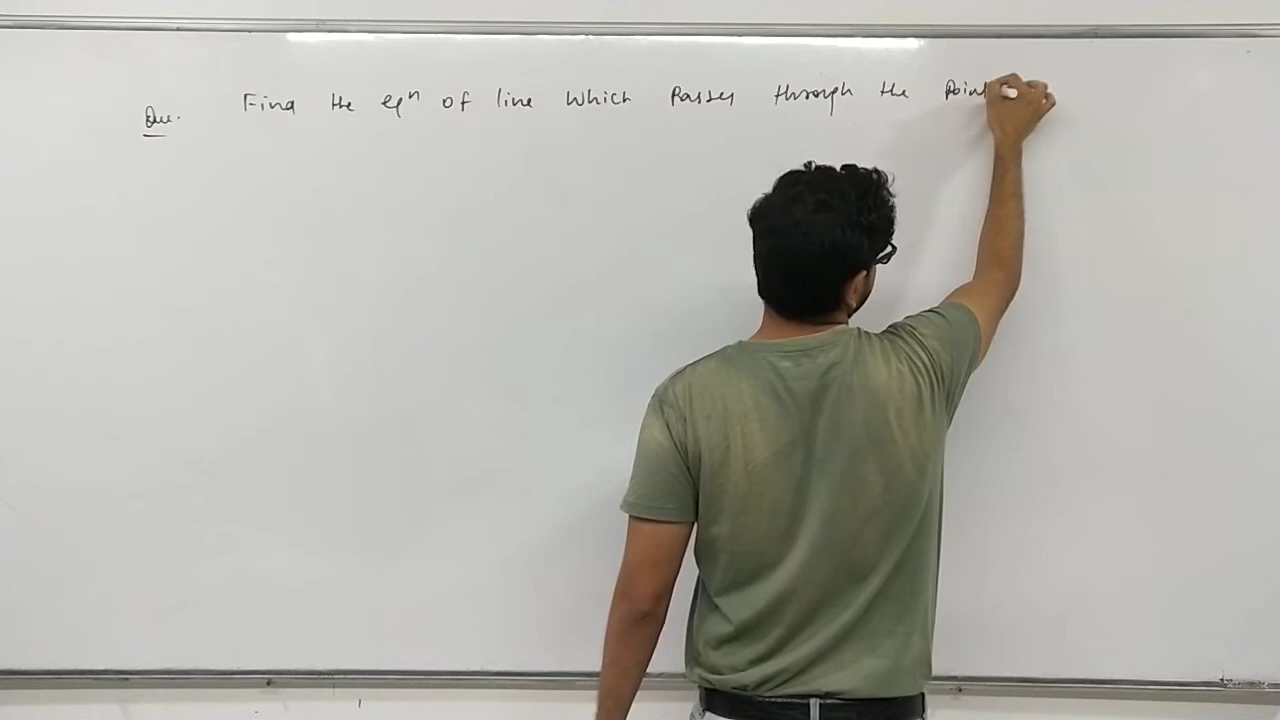 Que. Find the eqⁿ of line which passes through the point